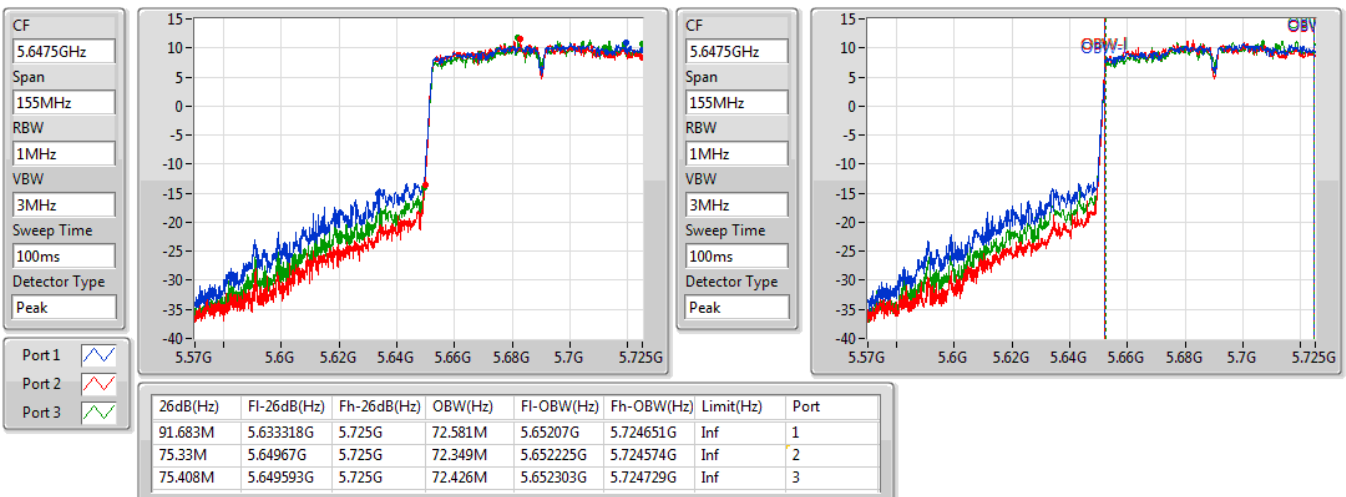 CF
5.6475GHz
Span
155MHz
RBW
1MHz
VBW
3MHz
Sweep Time
100ms
Detector Type
Peak
15
10
5
0
-5
-10
-15
-20
-25
-30
-35
-40
5.57G 5.6G 5.62G 5.64G 5.66G 5.68G 5.7G 5.725G
CF
5.6475GHz
Span
155MHz
RBW
1MHz
VBW
3MHz
Sweep Time
100ms
Detector Type
Peak
15
10
5
0
-5
-10
-15
-20
-25
-30
-35
-40
OBW-l
OBW
5.57G 5.6G 5.62G 5.64G 5.66G 5.68G 5.7G 5.725G
Port 1
Port 2
Port 3
26dB(Hz) Fl-26dB(Hz) Fh-26dB(Hz) OBW(Hz) Fl-OBW(Hz) Fh-OBW(Hz) Limit(Hz) Port
91.683M 5.633318G 5.725G 72.581M 5.65207G 5.724651G Inf 1
75.33M 5.64967G 5.725G 72.349M 5.652225G 5.724574G Inf 2
75.408M 5.649593G 5.725G 72.426M 5.652303G 5.724729G Inf 3